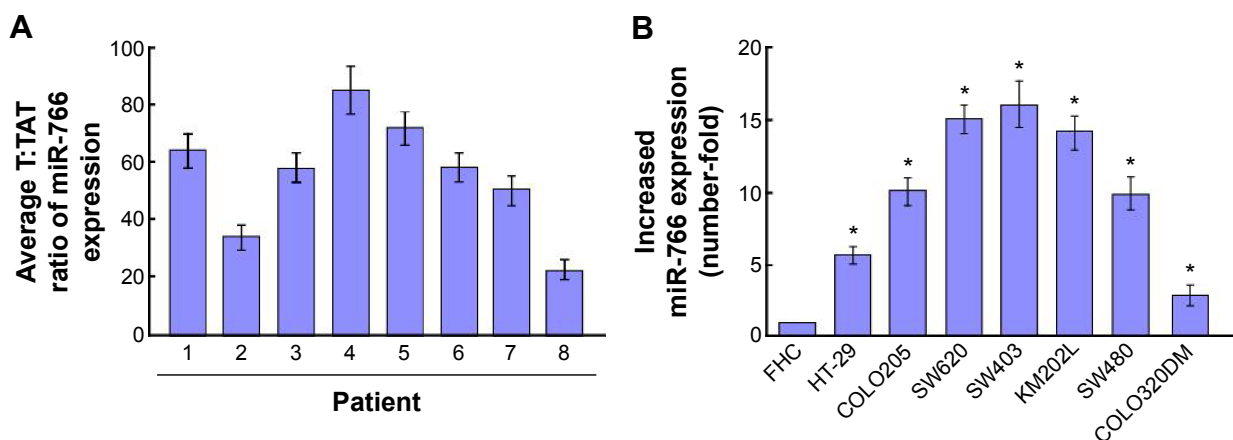 A
Average T:TAT
ratio of miR-766
expression
100
80
60
40
20
0
1 2 3 4 5 6 7 8
Patient
B
Increased
miR-766 expression
(number-fold)
20
15
10
5
0
* * * * * * *
FHC
HT-29
COLO205
SW620
SW403
KM202L
SW480
COLO320DM